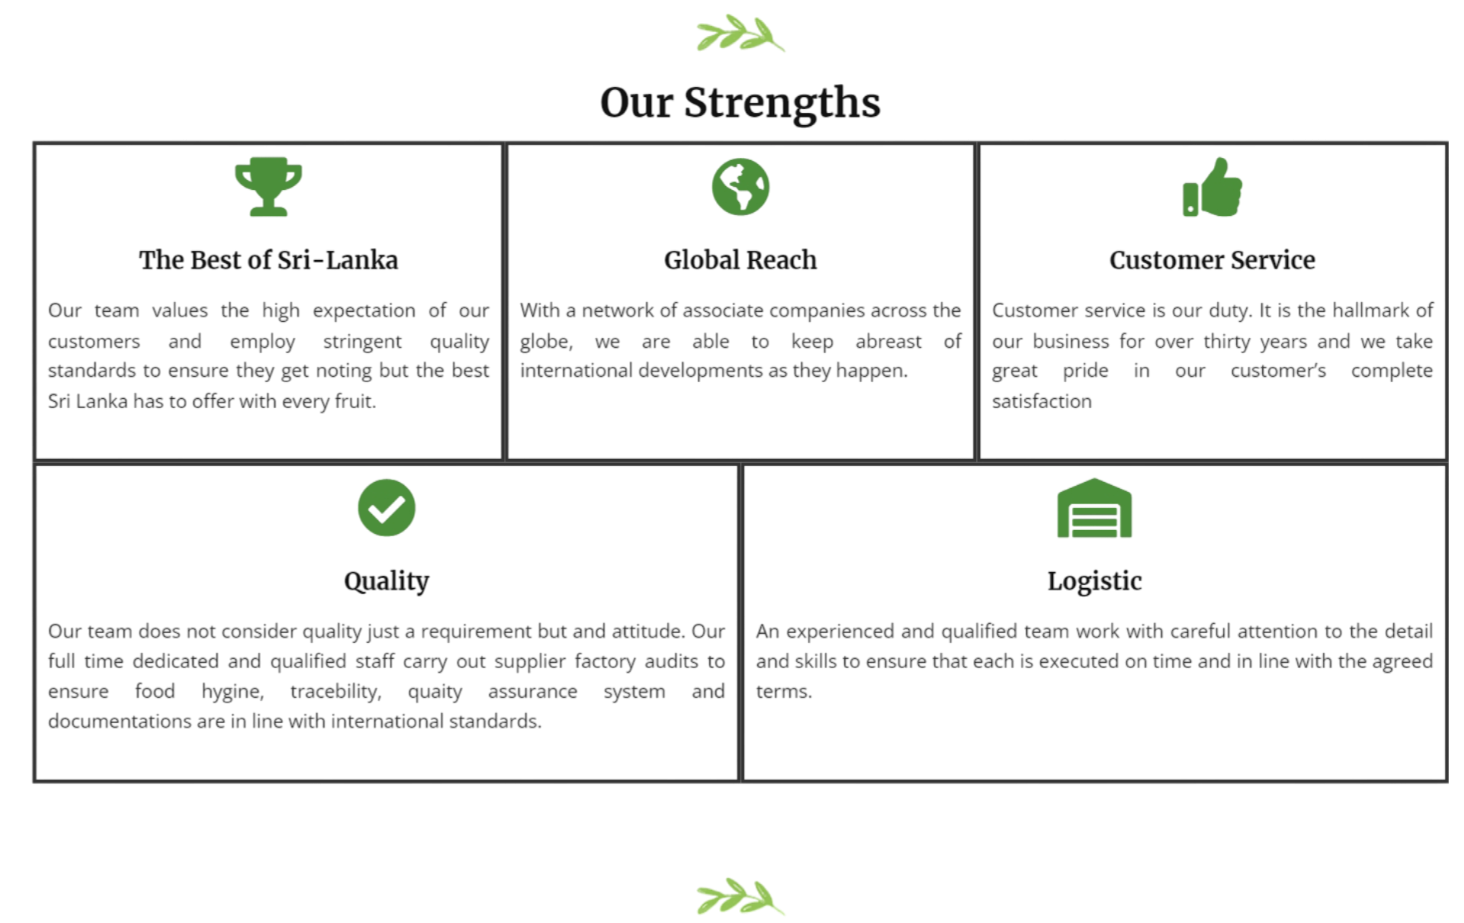 Our Strengths
The Best of Sri-Lanka
Our team values the high expectation of our
customers and employ stringent quality
standards to ensure they get noting but the best
Sri Lanka has to offer with every fruit.
Global Reach
With a network of associate companies across the
globe, we are able to keep abreast of
international developments as they happen.
Customer Service
Customer service is our duty. It is the hallmark of
our business for over thirty years and we take
great pride in our customer’s complete
satisfaction
Quality
Our team does not consider quality just a requirement but and attitude. Our
full time dedicated and qualified staff carry out supplier factory audits to
ensure food hygine, tracebility, quaity assurance system and
documentations are in line with international standards.
Logistic
An experienced and qualified team work with careful attention to the detail
and skills to ensure that each is executed on time and in line with the agreed
terms.